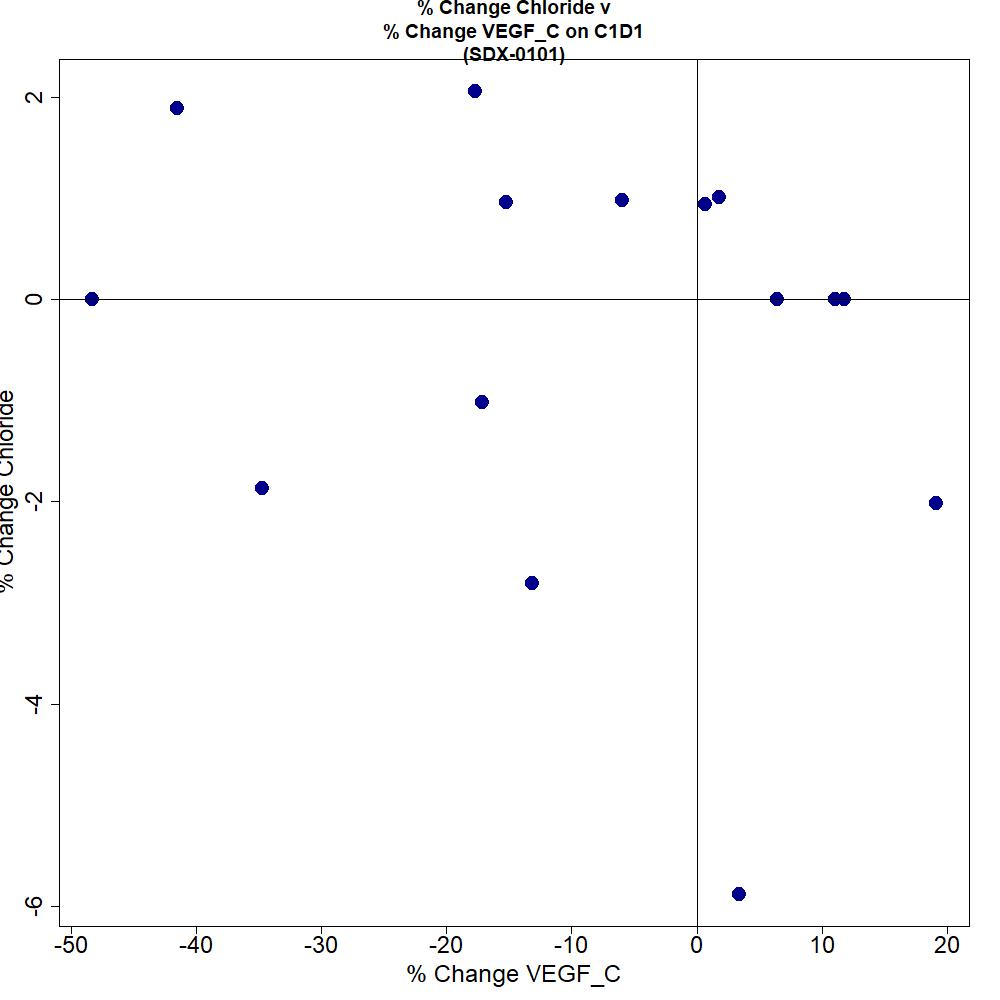 % Change Chloride v
% Change VEGF_C on C1D1
(SDX-0101)
2
0
-2
-4
-6
% Change Chloride
-50 -40 -30 -20 -10 0 10 20
% Change VEGF_C